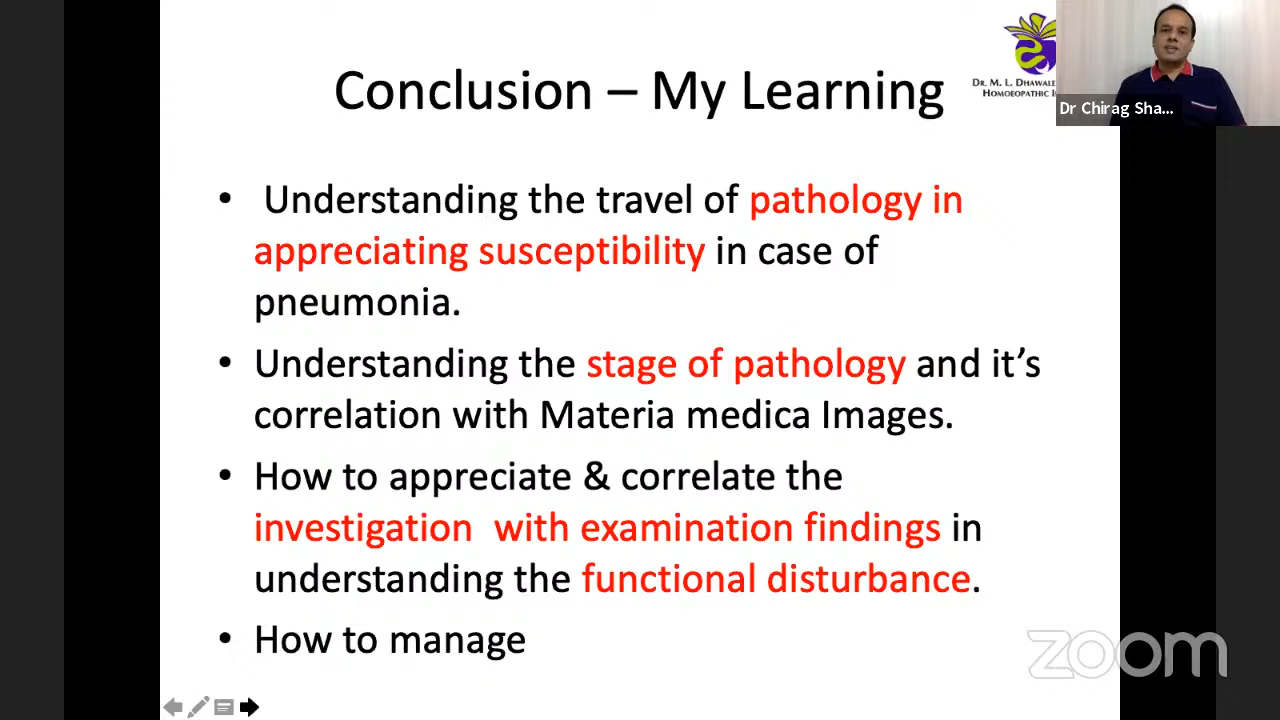 Conclusion – My Learning
DR. M. L. DHAWALE
HOMOEOPATHIC
Dr Chirag Sha...
• Understanding the travel of pathology in
appreciating susceptibility in case of
pneumonia.
• Understanding the stage of pathology and it’s
correlation with Materia medica Images.
• How to appreciate & correlate the
investigation with examination findings in
understanding the functional disturbance.
• How to manage
zoom